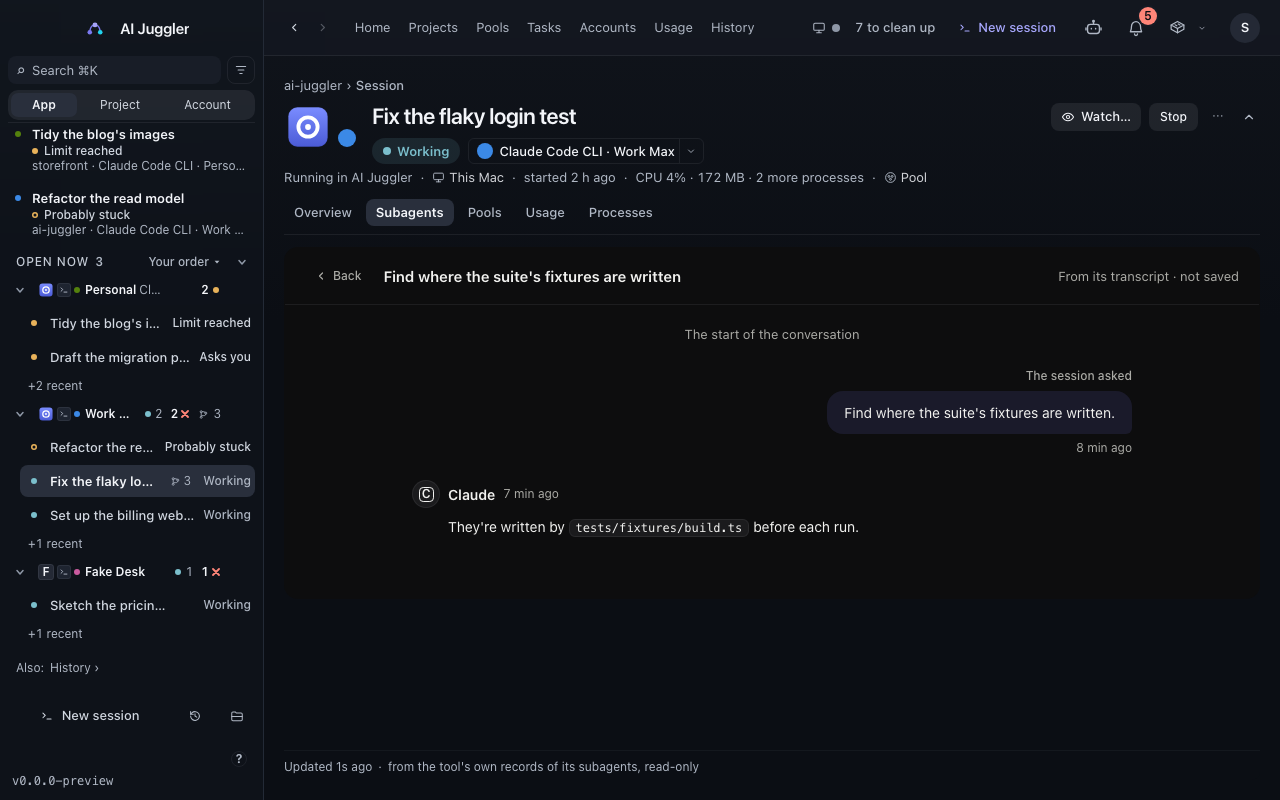 AI Juggler
Search ⌘K
App Project Account
Tidy the blog's images
Limit reached
storefront · Claude Code CLI · Perso...
Refactor the read model
Probably stuck
ai-juggler · Claude Code CLI · Work ...
OPEN NOW 3 Your order
Personal Cl... 2
Tidy the blog's i... Limit reached
Draft the migration p... Asks you
+2 recent
Work ... 2 2 3
Refactor the re... Probably stuck
Fix the flaky lo... 3 Working
Set up the billing web... Working
+1 recent
F Fake Desk 1 1
Sketch the pricin... Working
+1 recent
Also: History ›
New session
?
v0.0.0-preview
Home Projects Pools Tasks Accounts Usage History 7 to clean up New session 5 S
ai-juggler › Session
Fix the flaky login test
Watch... Stop ...
Working Claude Code CLI · Work Max
Running in AI Juggler · This Mac · started 2 h ago · CPU 4% · 172 MB · 2 more processes · Pool
Overview Subagents Pools Usage Processes
Back Find where the suite's fixtures are written From its transcript · not saved
The start of the conversation
The session asked
Find where the suite's fixtures are written.
8 min ago
C Claude 7 min ago
They're written by tests/fixtures/build.ts before each run.
Updated 1s ago · from the tool's own records of its subagents, read-only